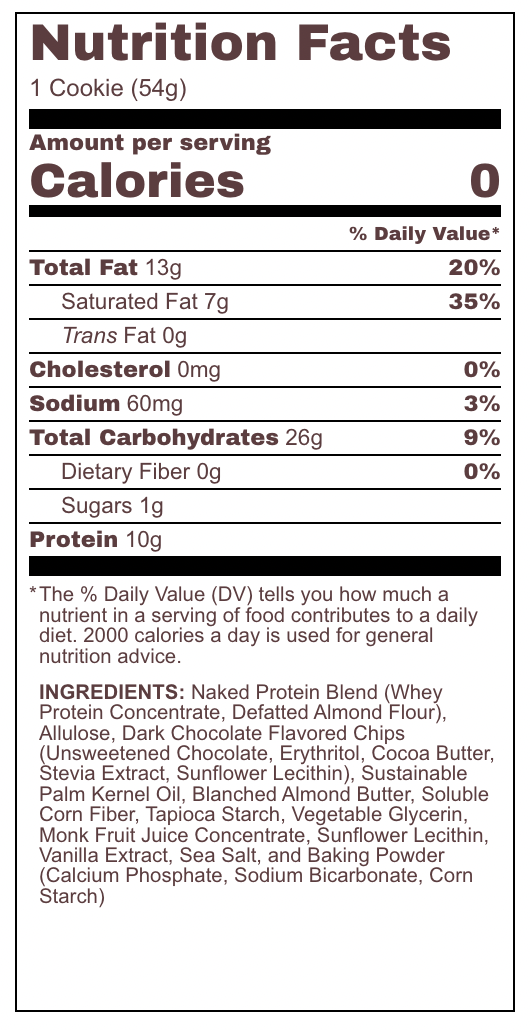 Nutrition Facts
1 Cookie (54g)
Amount per serving
Calories 0
% Daily Value*
Total Fat 13g 20%
Saturated Fat 7g 35%
Trans Fat 0g
Cholesterol 0mg 0%
Sodium 60mg 3%
Total Carbohydrates 26g 9%
Dietary Fiber 0g 0%
Sugars 1g
Protein 10g
*The % Daily Value (DV) tells you how much a
nutrient in a serving of food contributes to a daily
diet. 2000 calories a day is used for general
nutrition advice.
INGREDIENTS: Naked Protein Blend (Whey
Protein Concentrate, Defatted Almond Flour),
Allulose, Dark Chocolate Flavored Chips
(Unsweetened Chocolate, Erythritol, Cocoa Butter,
Stevia Extract, Sunflower Lecithin), Sustainable
Palm Kernel Oil, Blanched Almond Butter, Soluble
Corn Fiber, Tapioca Starch, Vegetable Glycerin,
Monk Fruit Juice Concentrate, Sunflower Lecithin,
Vanilla Extract, Sea Salt, and Baking Powder
(Calcium Phosphate, Sodium Bicarbonate, Corn
Starch)